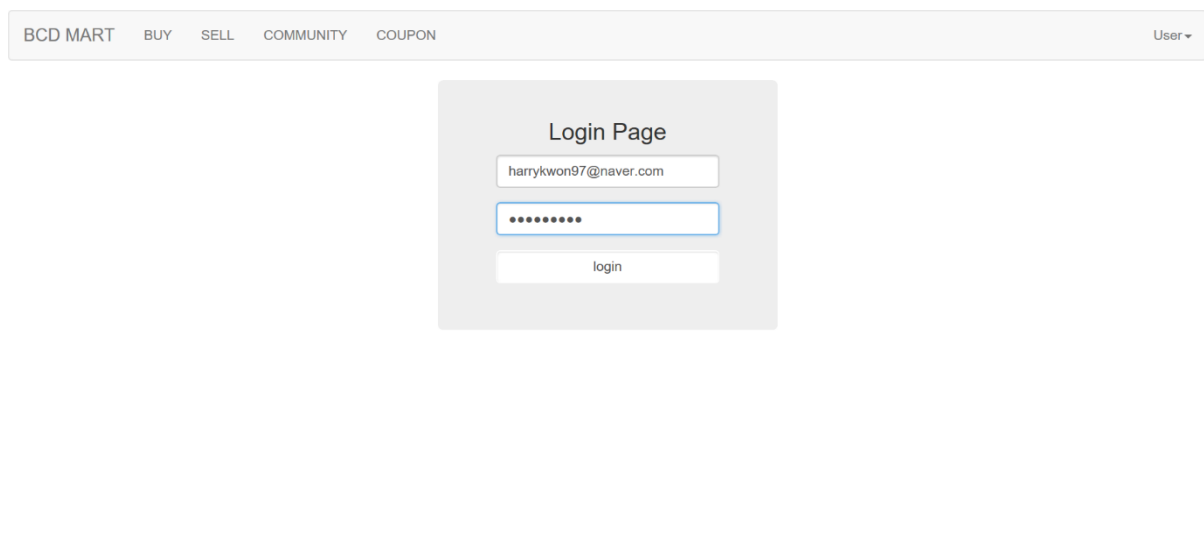 BCD MART BUY SELL COMMUNITY COUPON User
Login Page
harrykwon97@naver.com
•••••••••
login